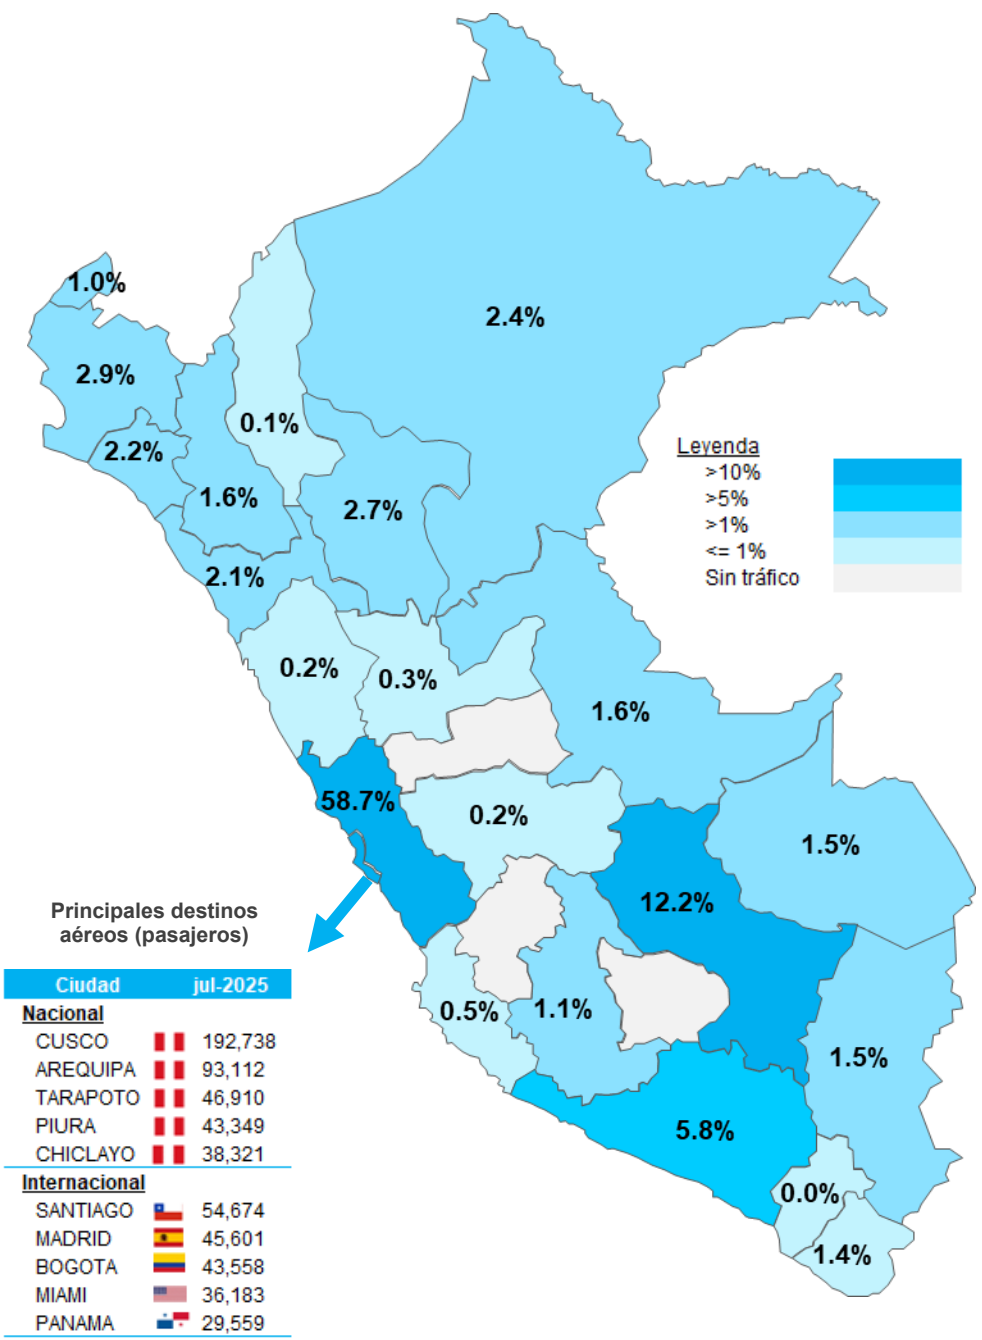 1.0%
2.4%
2.9%
0.1%
2.2%
1.6%
2.7%
2.1%
Leyenda
>10%
>5%
>1%
<= 1%
Sin tráfico
0.2%
0.3%
1.6%
58.7%
0.2%
1.5%
12.2%
0.5%
1.1%
1.5%
5.8%
0.0%
1.4%
Principales destinos
aéreos (pasajeros)
Ciudad jul-2025
Nacional
CUSCO 192,738
AREQUIPA 93,112
TARAPOTO 46,910
PIURA 43,349
CHICLAYO 38,321
Internacional
SANTIAGO 54,674
MADRID 45,601
BOGOTA 43,558
MIAMI 36,183
PANAMA 29,559